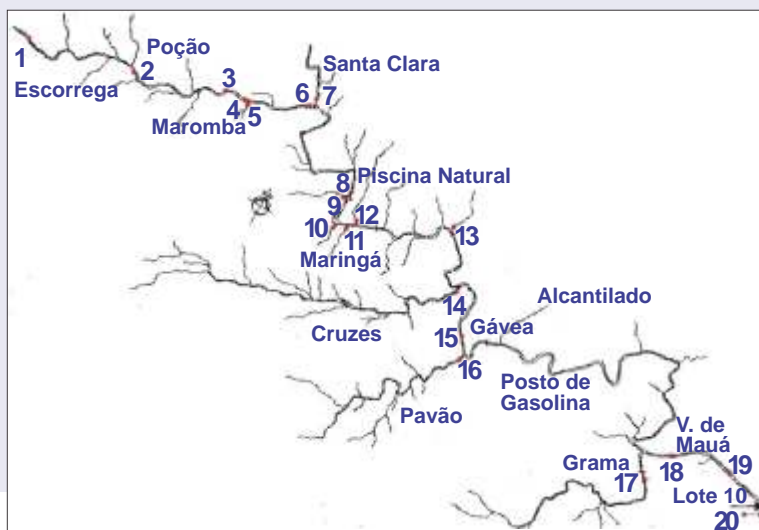 1
Escorrega
Poção
2
3
4
5
Maromba
Santa Clara
6
7
8
Piscina Natural
9
10
11
12
Maringá
13
14
Cruzes
Gávea
15
16
Alcantilado
Pavão
Posto de
Gasolina
V. de
Mauá
Grama
17
18
19
Lote 10
20